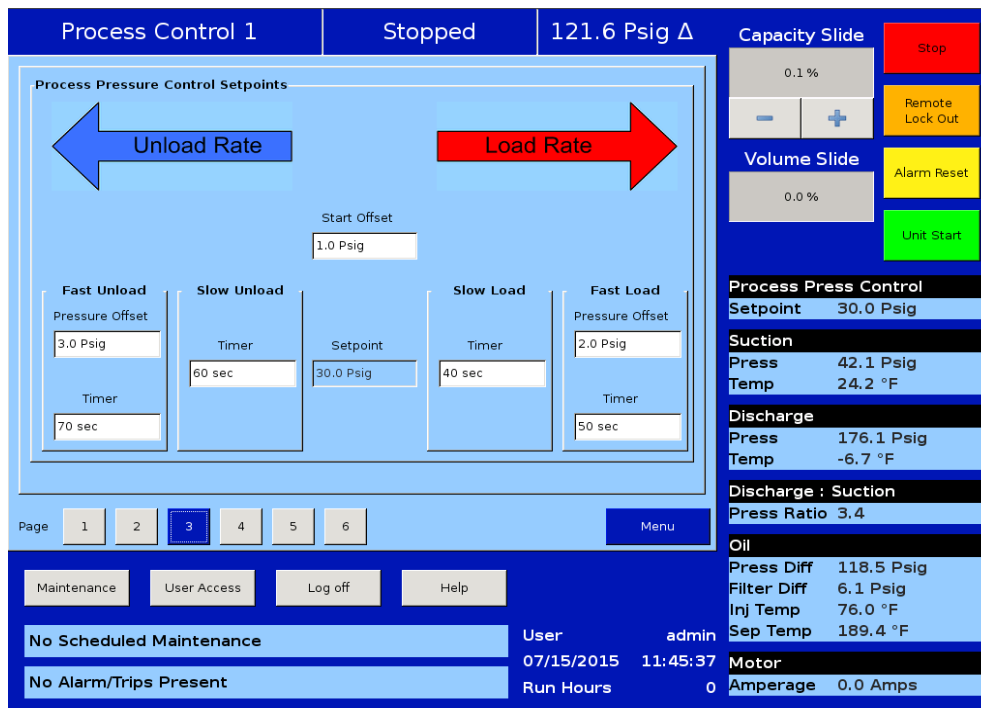 Process Control 1 Stopped 121.6 Psig Δ
Process Pressure Control Setpoints
Unload Rate Load Rate
Start Offset
1.0 Psig
Fast Unload Slow Unload Slow Load Fast Load
Pressure Offset Pressure Offset
3.0 Psig Timer Setpoint Timer 2.0 Psig
60 sec 30.0 Psig 40 sec
Timer Timer
70 sec 50 sec
Page 1 2 3 4 5 6 Menu
Maintenance User Access Log off Help
No Scheduled Maintenance
No Alarm/Trips Present
User admin
07/15/2015 11:45:37
Run Hours 0
Capacity Slide
0.1 %
Volume Slide
0.0 %
Stop
Remote
Lock Out
Alarm Reset
Unit Start
Process Press Control
Setpoint 30.0 Psig
Suction
Press 42.1 Psig
Temp 24.2 °F
Discharge
Press 176.1 Psig
Temp -6.7 °F
Discharge : Suction
Press Ratio 3.4
Oil
Press Diff 118.5 Psig
Filter Diff 6.1 Psig
Inj Temp 76.0 °F
Sep Temp 189.4 °F
Motor
Amperage 0.0 Amps